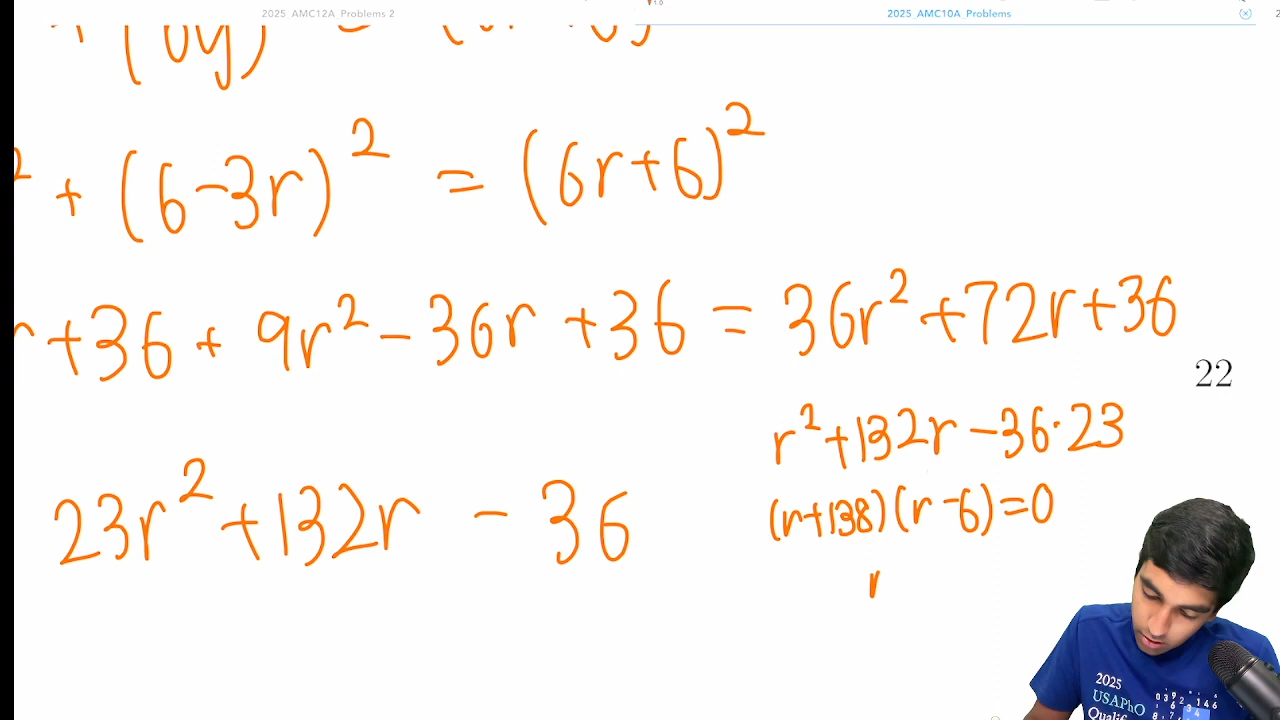 2025_AMC12A_Problems 2
2025_AMC10A_Problems
2 + (6-3r)² = (6r+6)²
r+36 + 9r² - 36r + 36 = 36r² + 72r + 36
22
r² + 132r - 36·23
23r² + 132r - 36
(r+138)(r-6)=0
r
2025
USAPhO